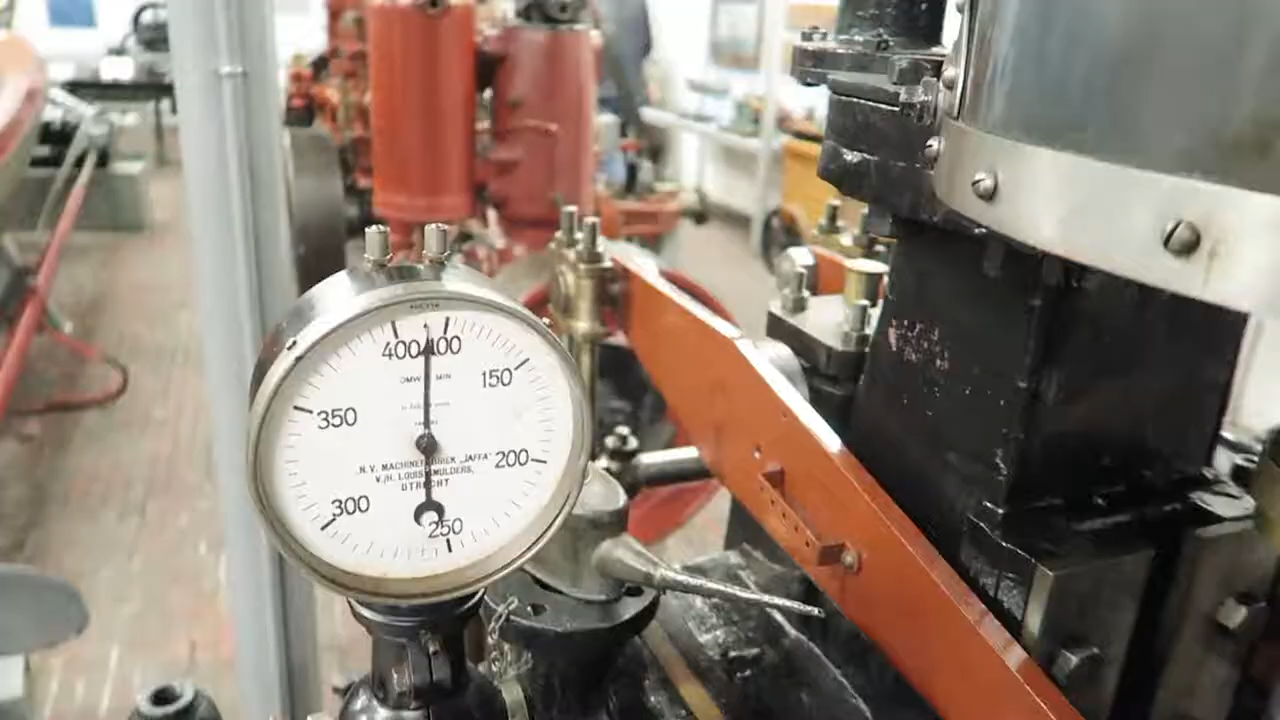 400 100
150
OMW MIN
350
N.V. MACHINEFABRIEK „JAFFA"
200
V/H. LOUIS SMULDERS,
UTRECHT
300
250